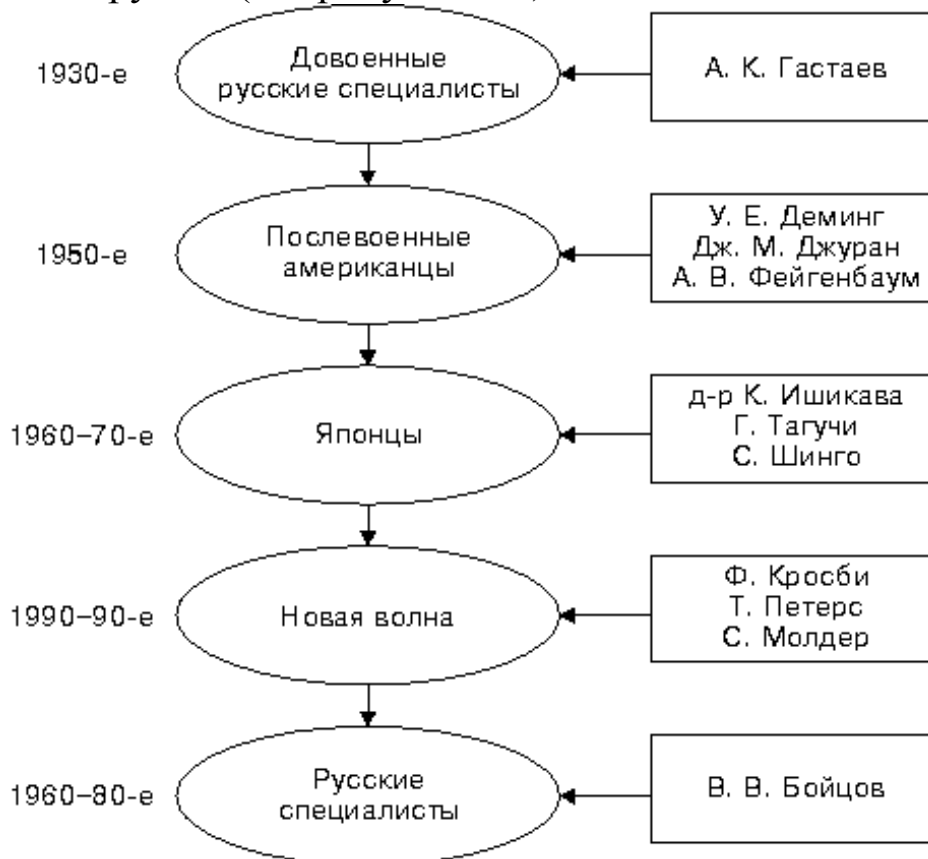 1930-е
Довоенные
русские специалисты
А. К. Гастаев
1950-е
Послевоенные
американцы
У. Е. Деминг
Дж. М. Джуран
А. В. Фейгенбаум
1960–70-е
Японцы
д-р К. Ишикава
Г. Тагучи
С. Шинго
1990–90-е
Новая волна
Ф. Кросби
Т. Петерс
С. Молдер
1960–80-е
Русские
специалисты
В. В. Бойцов